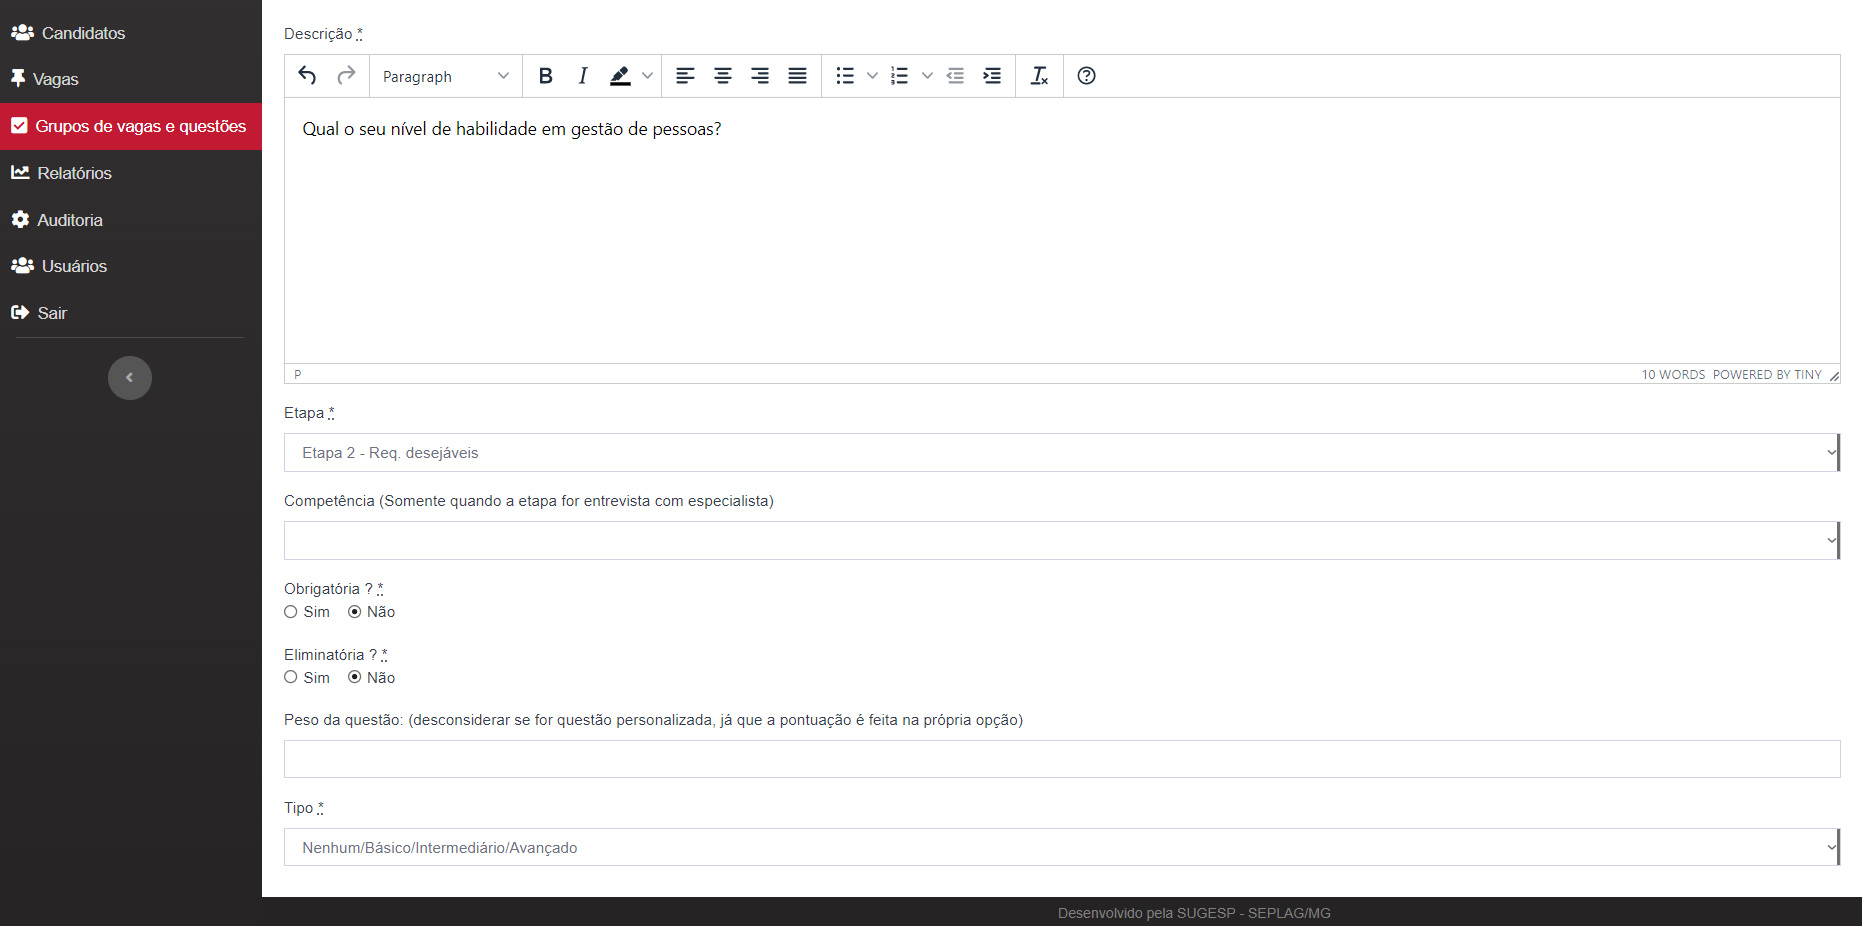 Candidatos
Vagas
Grupos de vagas e questões
Relatórios
Auditoria
Usuários
Sair
Descrição *
Paragraph
Qual o seu nível de habilidade em gestão de pessoas?
P
10 WORDS POWERED BY TINY
Etapa *
Etapa 2 - Req. desejáveis
Competência (Somente quando a etapa for entrevista com especialista)
Obrigatória ? *
Sim Não
Eliminatória ? *
Sim Não
Peso da questão: (desconsiderar se for questão personalizada, já que a pontuação é feita na própria opção)
Tipo *
Nenhum/Básico/Intermediário/Avançado
Desenvolvido pela SUGESP - SEPLAG/MG